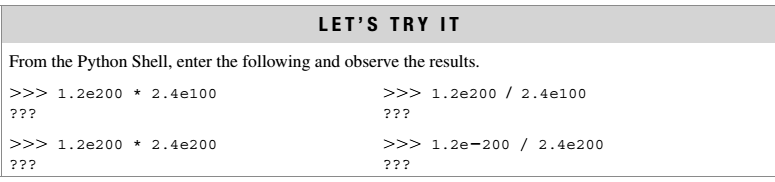 LET'S TRY IT
From the Python Shell, enter the following and observe the results.
>>> 1.2e200 * 2.4e100
???
>>> 1.2e200 / 2.4e100
???
>>> 1.2e200 * 2.4e200
???
>>> 1.2e−200 / 2.4e200
???